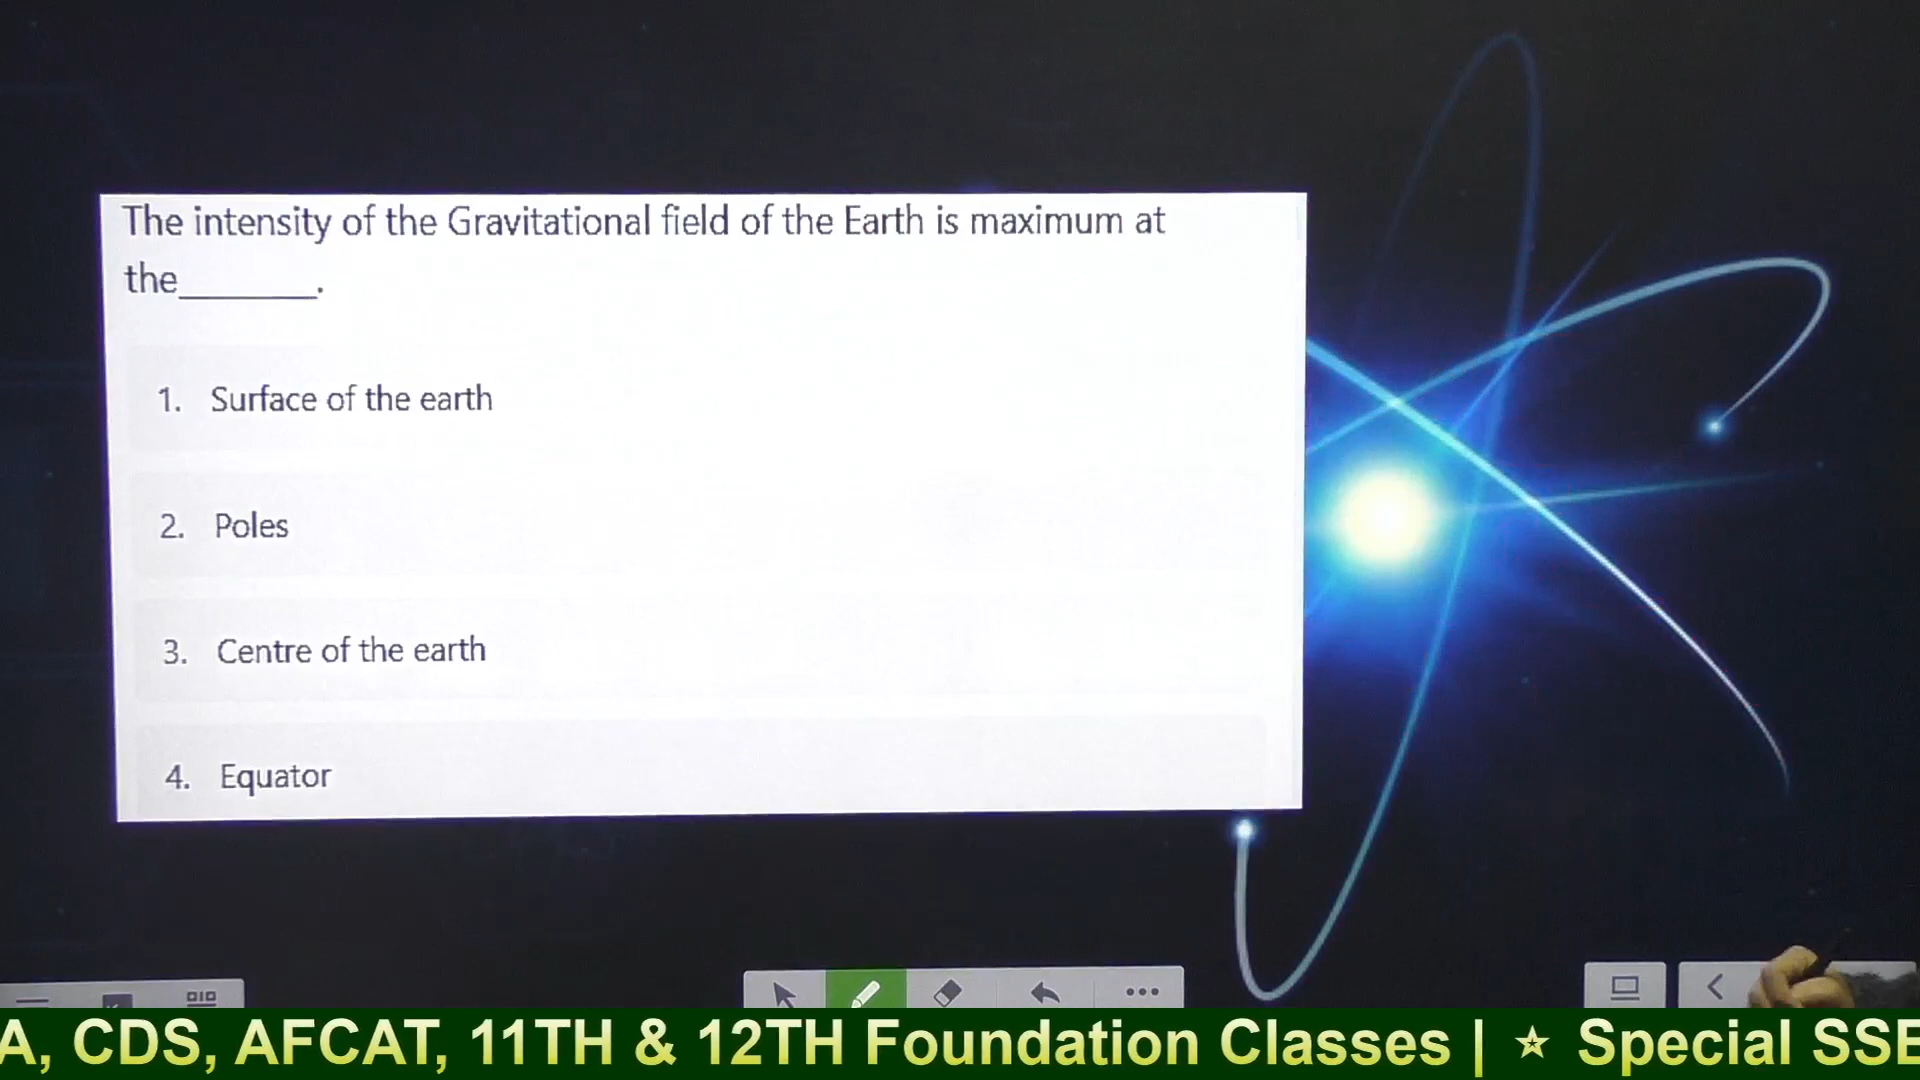 The intensity of the Gravitational field of the Earth is maximum at
the_______.
1. Surface of the earth
2. Poles
3. Centre of the earth
4. Equator
A, CDS, AFCAT, 11TH & 12TH Foundation Classes | ★ Special SSB